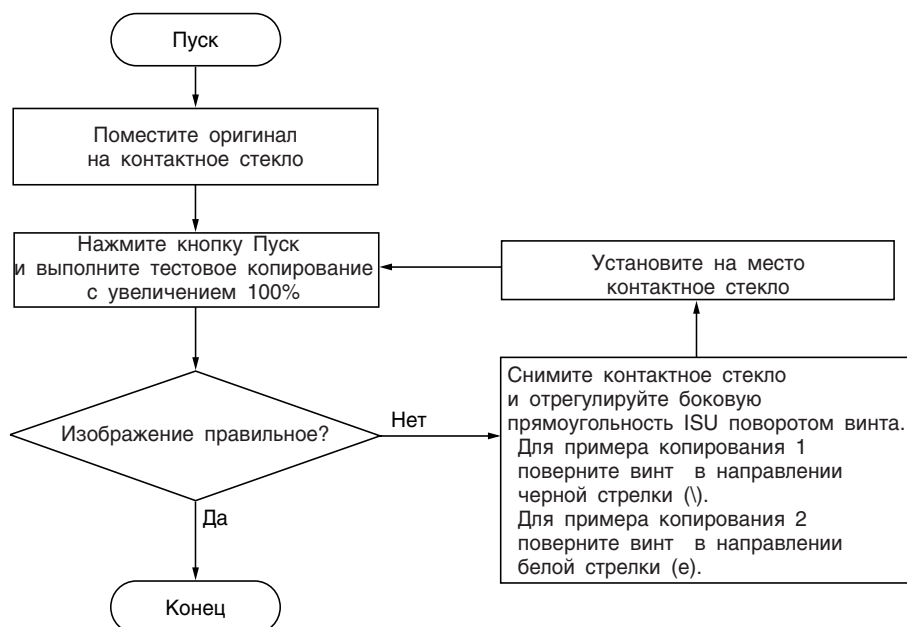 Пуск
Поместите оригинал
на контактное стекло
Нажмите кнопку Пуск
и выполните тестовое копирование
с увеличением 100%
Установите на место
контактное стекло
Изображение правильное?
Нет
Снимите контактное стекло
и отрегулируйте боковую
прямоугольность ISU поворотом винта.
Для примера копирования 1
поверните винт в направлении
черной стрелки (\).
Для примера копирования 2
поверните винт в направлении
белой стрелки (е).
Да
Конец